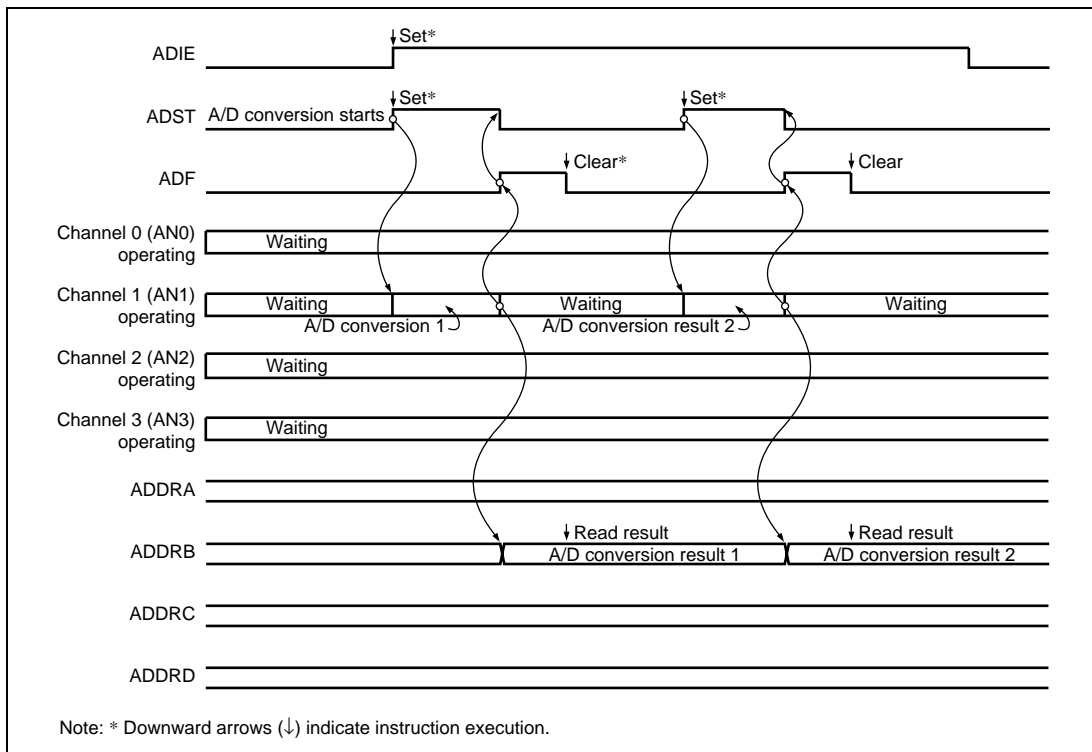 ADIE
↓Set*
ADST
A/D conversion starts
↓Set*
↓Set*
ADF
↓Clear*
↓Clear
Channel 0 (AN0)
operating
Waiting
Channel 1 (AN1)
operating
Waiting
Waiting
Waiting
A/D conversion 1
A/D conversion result 2
Channel 2 (AN2)
operating
Waiting
Channel 3 (AN3)
operating
Waiting
ADDRA
ADDRB
↓Read result
↓Read result
A/D conversion result 1
A/D conversion result 2
ADDRC
ADDRD
Note: * Downward arrows (↓) indicate instruction execution.